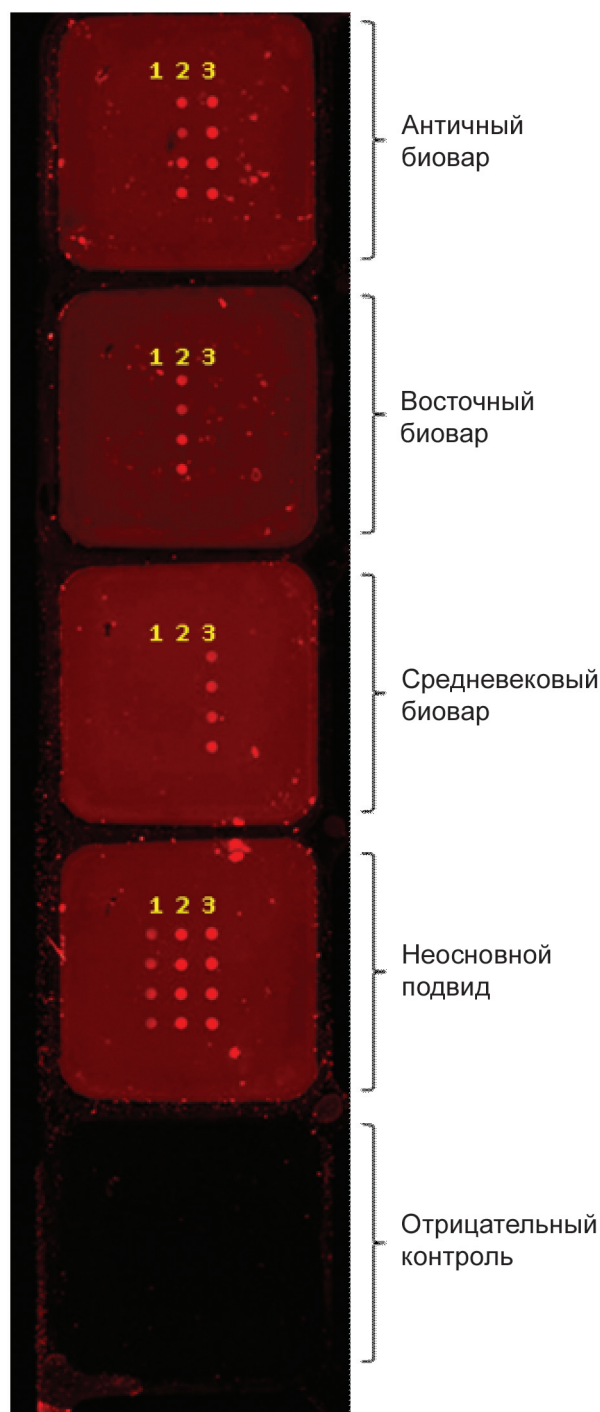 1 2 3
Античный
биовар
1 2 3
Восточный
биовар
1 2 3
Средневековый
биовар
1 2 3
Неосновной
подвид
Отрицательный
контроль